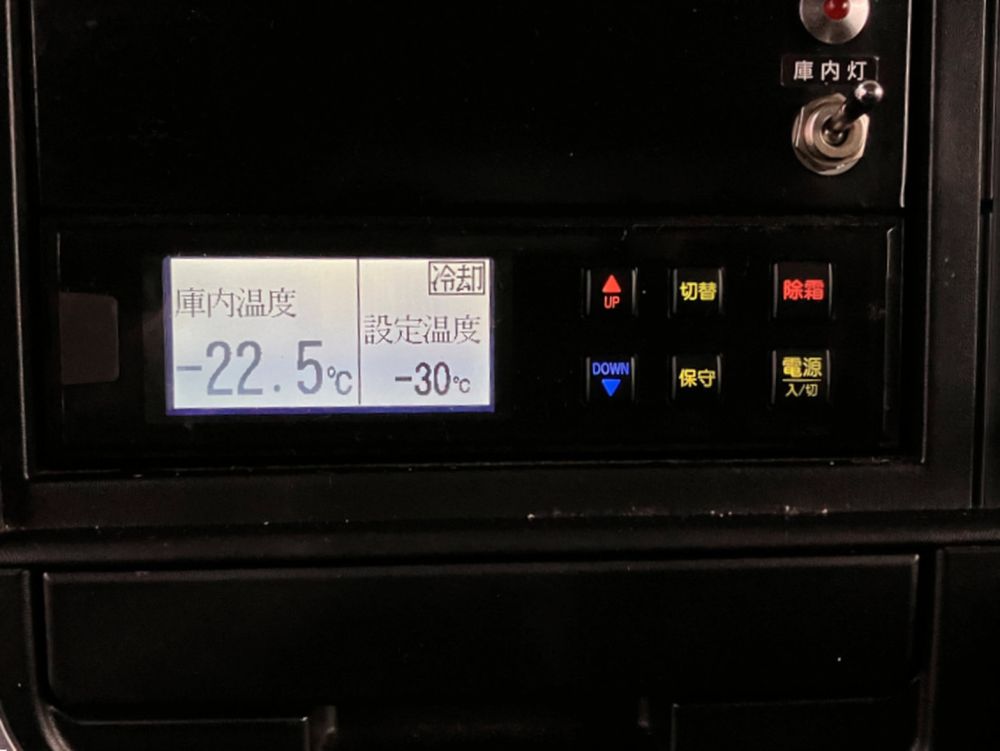 庫内灯
冷却
庫内温度
設定温度
-22.5℃
-30℃
UP
切替
除霜
DOWN
保守
電源
入/切